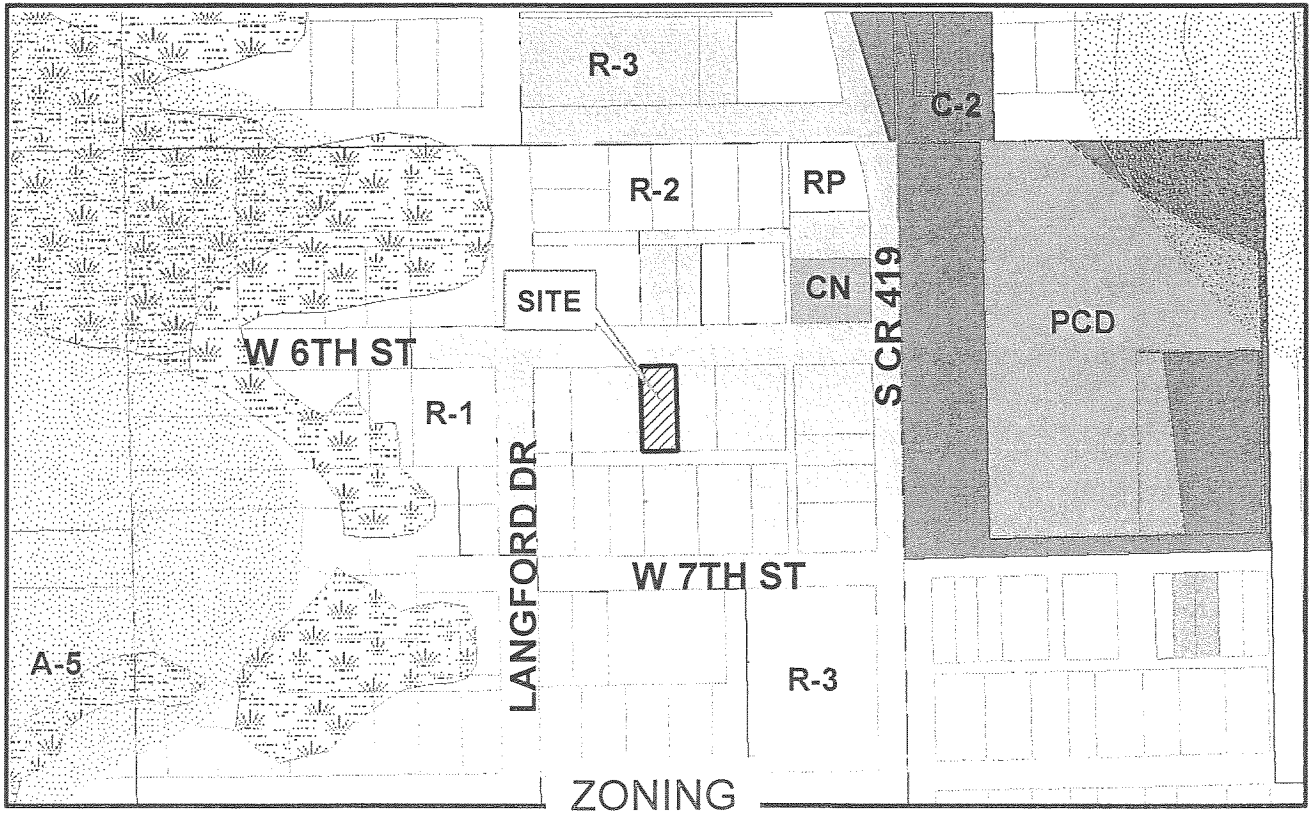 R-3
C-2
R-2
RP
SITE
CN
S CR 419
PCD
W 6TH ST
R-1
LANGFORD DR
W 7TH ST
A-5
R-3
ZONING